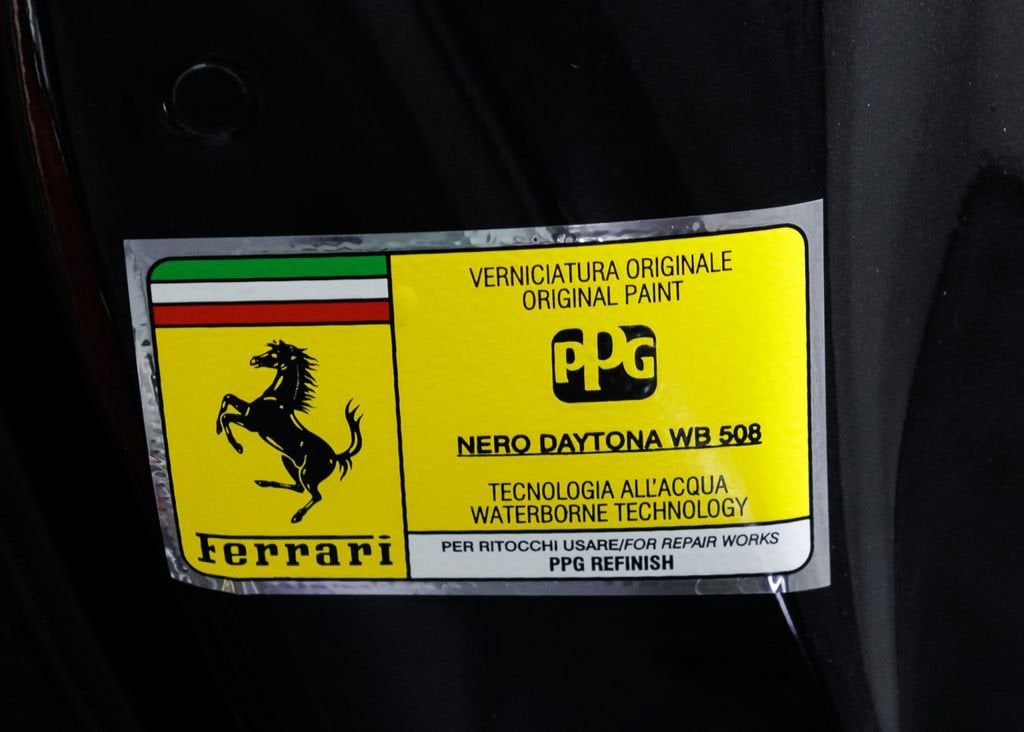 Ferrari
VERNICIATURA ORIGINALE
ORIGINAL PAINT
PPG
NERO DAYTONA WB 508
TECNOLOGIA ALL'ACQUA
WATERBORNE TECHNOLOGY
PER RITOCCHI USARE/FOR REPAIR WORKS
PPG REFINISH